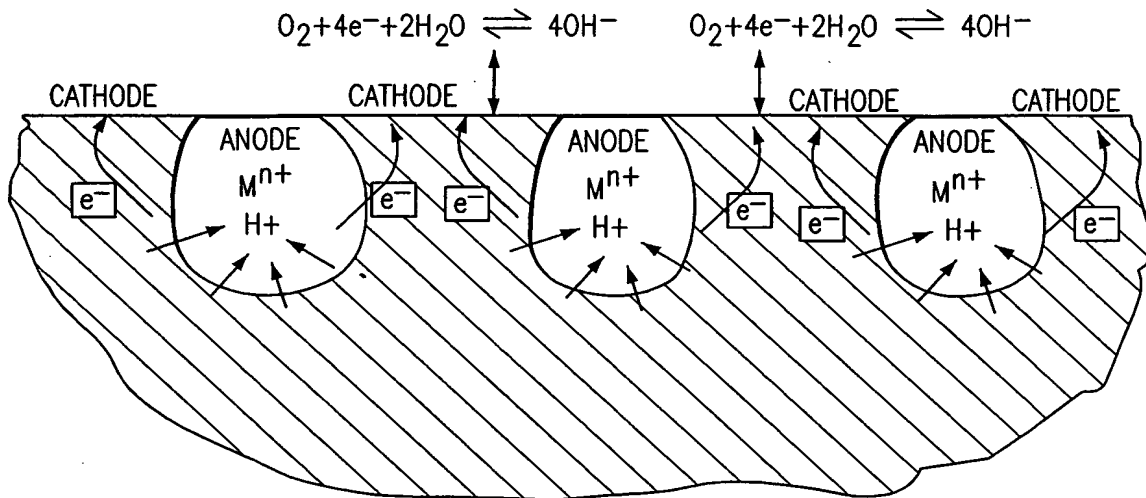 O₂+4e⁻+2H₂O ⇌ 4OH⁻ O₂+4e⁻+2H₂O ⇌ 4OH⁻
CATHODE CATHODE CATHODE CATHODE
ANODE ANODE ANODE
Mⁿ⁺ Mⁿ⁺ Mⁿ⁺
e⁻ e⁻ e⁻ e⁻ e⁻ e⁻
H+ H+ H+